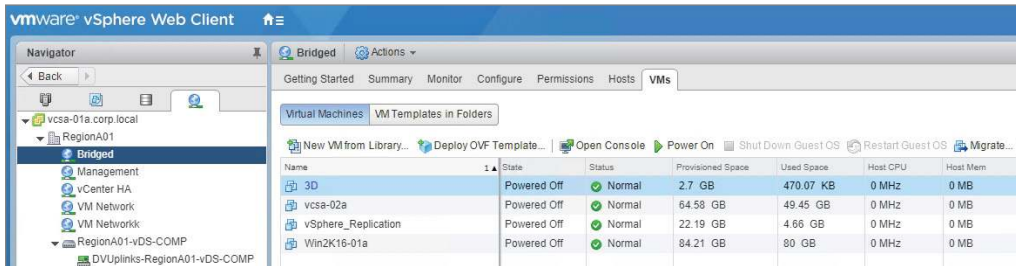 vmware® vSphere Web Client
Navigator
Bridged Actions
Back
Getting Started Summary Monitor Configure Permissions Hosts VMs
vcsa-01a.corp.local
RegionA01
Bridged
Management
vCenter HA
VM Network
VM Networkk
RegionA01-vDS-COMP
DVUplinks-RegionA01-vDS-COMP
Virtual Machines VM Templates in Folders
New VM from Library... Deploy OVF Template... Open Console Power On Shut Down Guest OS Restart Guest OS Migrate...
Name 1 State Status Provisioned Space Used Space Host CPU Host Mem
3D Powered Off Normal 2.7 GB 470.07 KB 0 MHz 0 MB
vcsa-02a Powered Off Normal 64.58 GB 49.45 GB 0 MHz 0 MB
vSphere_Replication Powered Off Normal 22.19 GB 4.66 GB 0 MHz 0 MB
Win2K16-01a Powered Off Normal 84.21 GB 80 GB 0 MHz 0 MB